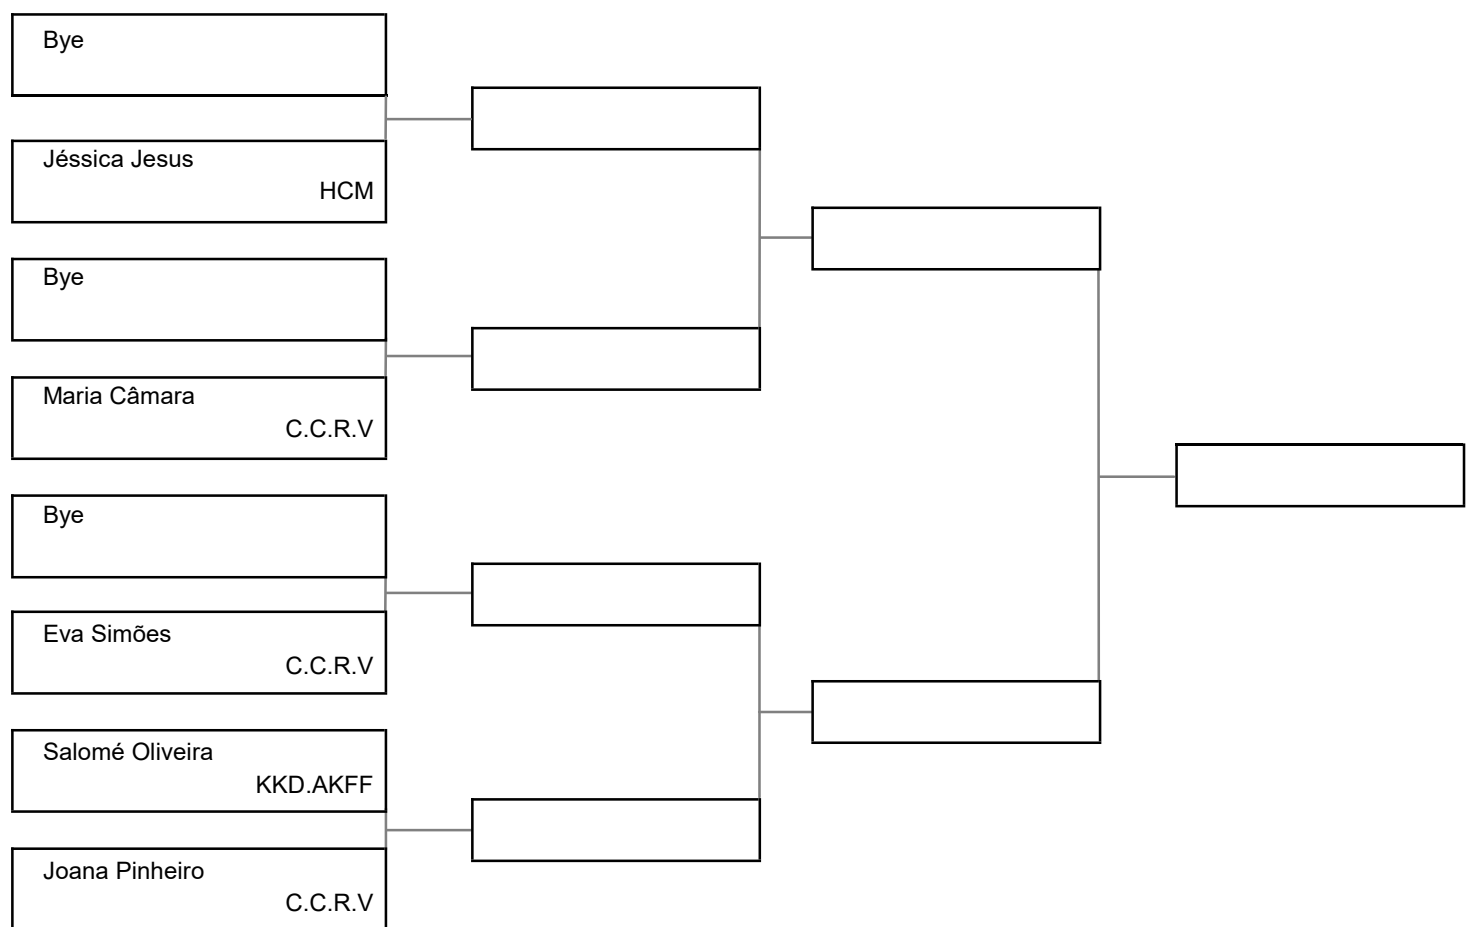 Bye
Jéssica Jesus
HCM
Bye
Maria Câmara
C.C.R.V
Bye
Eva Simões
C.C.R.V
Salomé Oliveira
KKD.AKFF
Joana Pinheiro
C.C.R.V